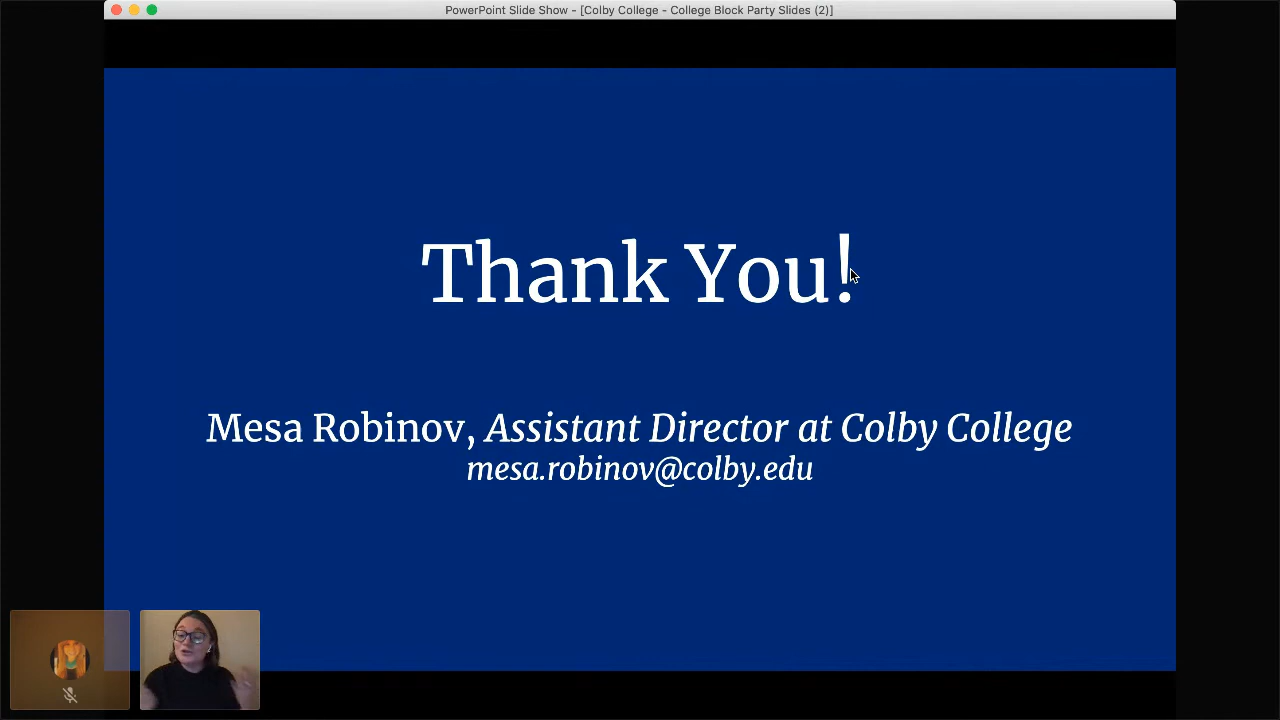 PowerPoint Slide Show - [Colby College - College Block Party Slides (2)]
Thank You!
Mesa Robinov, Assistant Director at Colby College
mesa.robinov@colby.edu